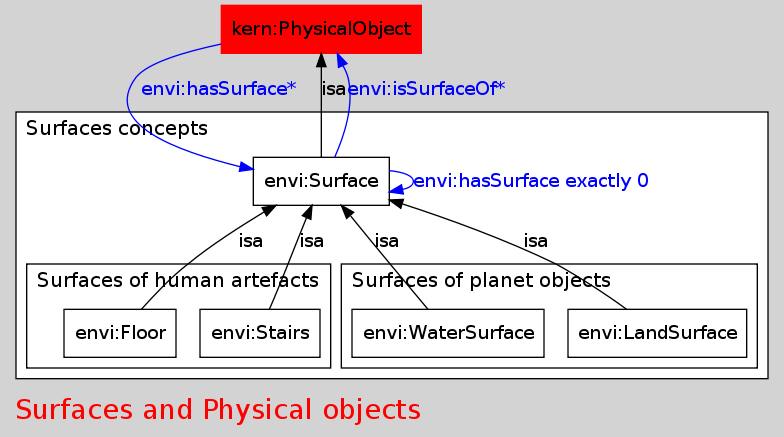 kern:PhysicalObject
envi:hasSurface*
isa
envi:isSurfaceOf*
Surfaces concepts
envi:Surface
envi:hasSurface exactly 0
isa
isa
isa
isa
Surfaces of human artefacts
Surfaces of planet objects
envi:Floor
envi:Stairs
envi:WaterSurface
envi:LandSurface
Surfaces and Physical objects